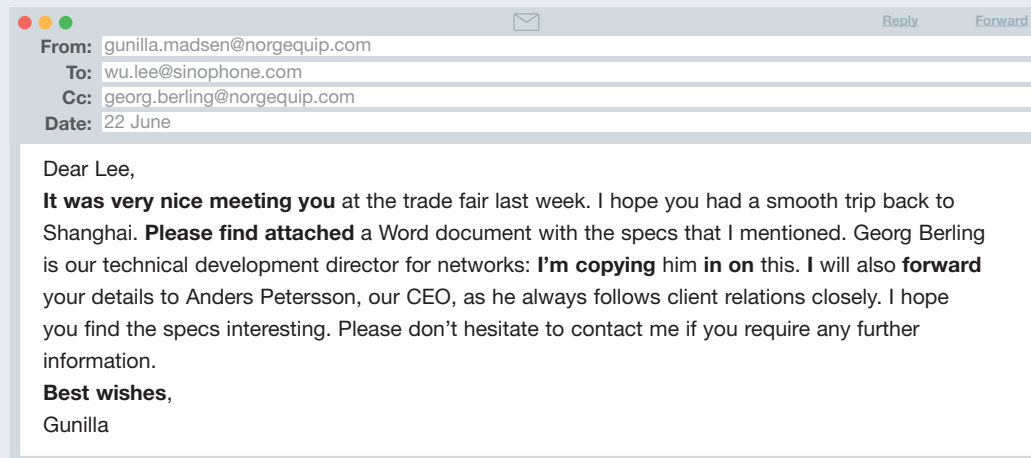 Reply Forward
From: gunilla.madsen@norgequip.com
To: wu.lee@sinophone.com
Cc: georg.berling@norgequip.com
Date: 22 June
Dear Lee,
It was very nice meeting you at the trade fair last week. I hope you had a smooth trip back to
Shanghai. Please find attached a Word document with the specs that I mentioned. Georg Berling
is our technical development director for networks: I’m copying him in on this. I will also forward
your details to Anders Petersson, our CEO, as he always follows client relations closely. I hope
you find the specs interesting. Please don’t hesitate to contact me if you require any further
information.
Best wishes,
Gunilla